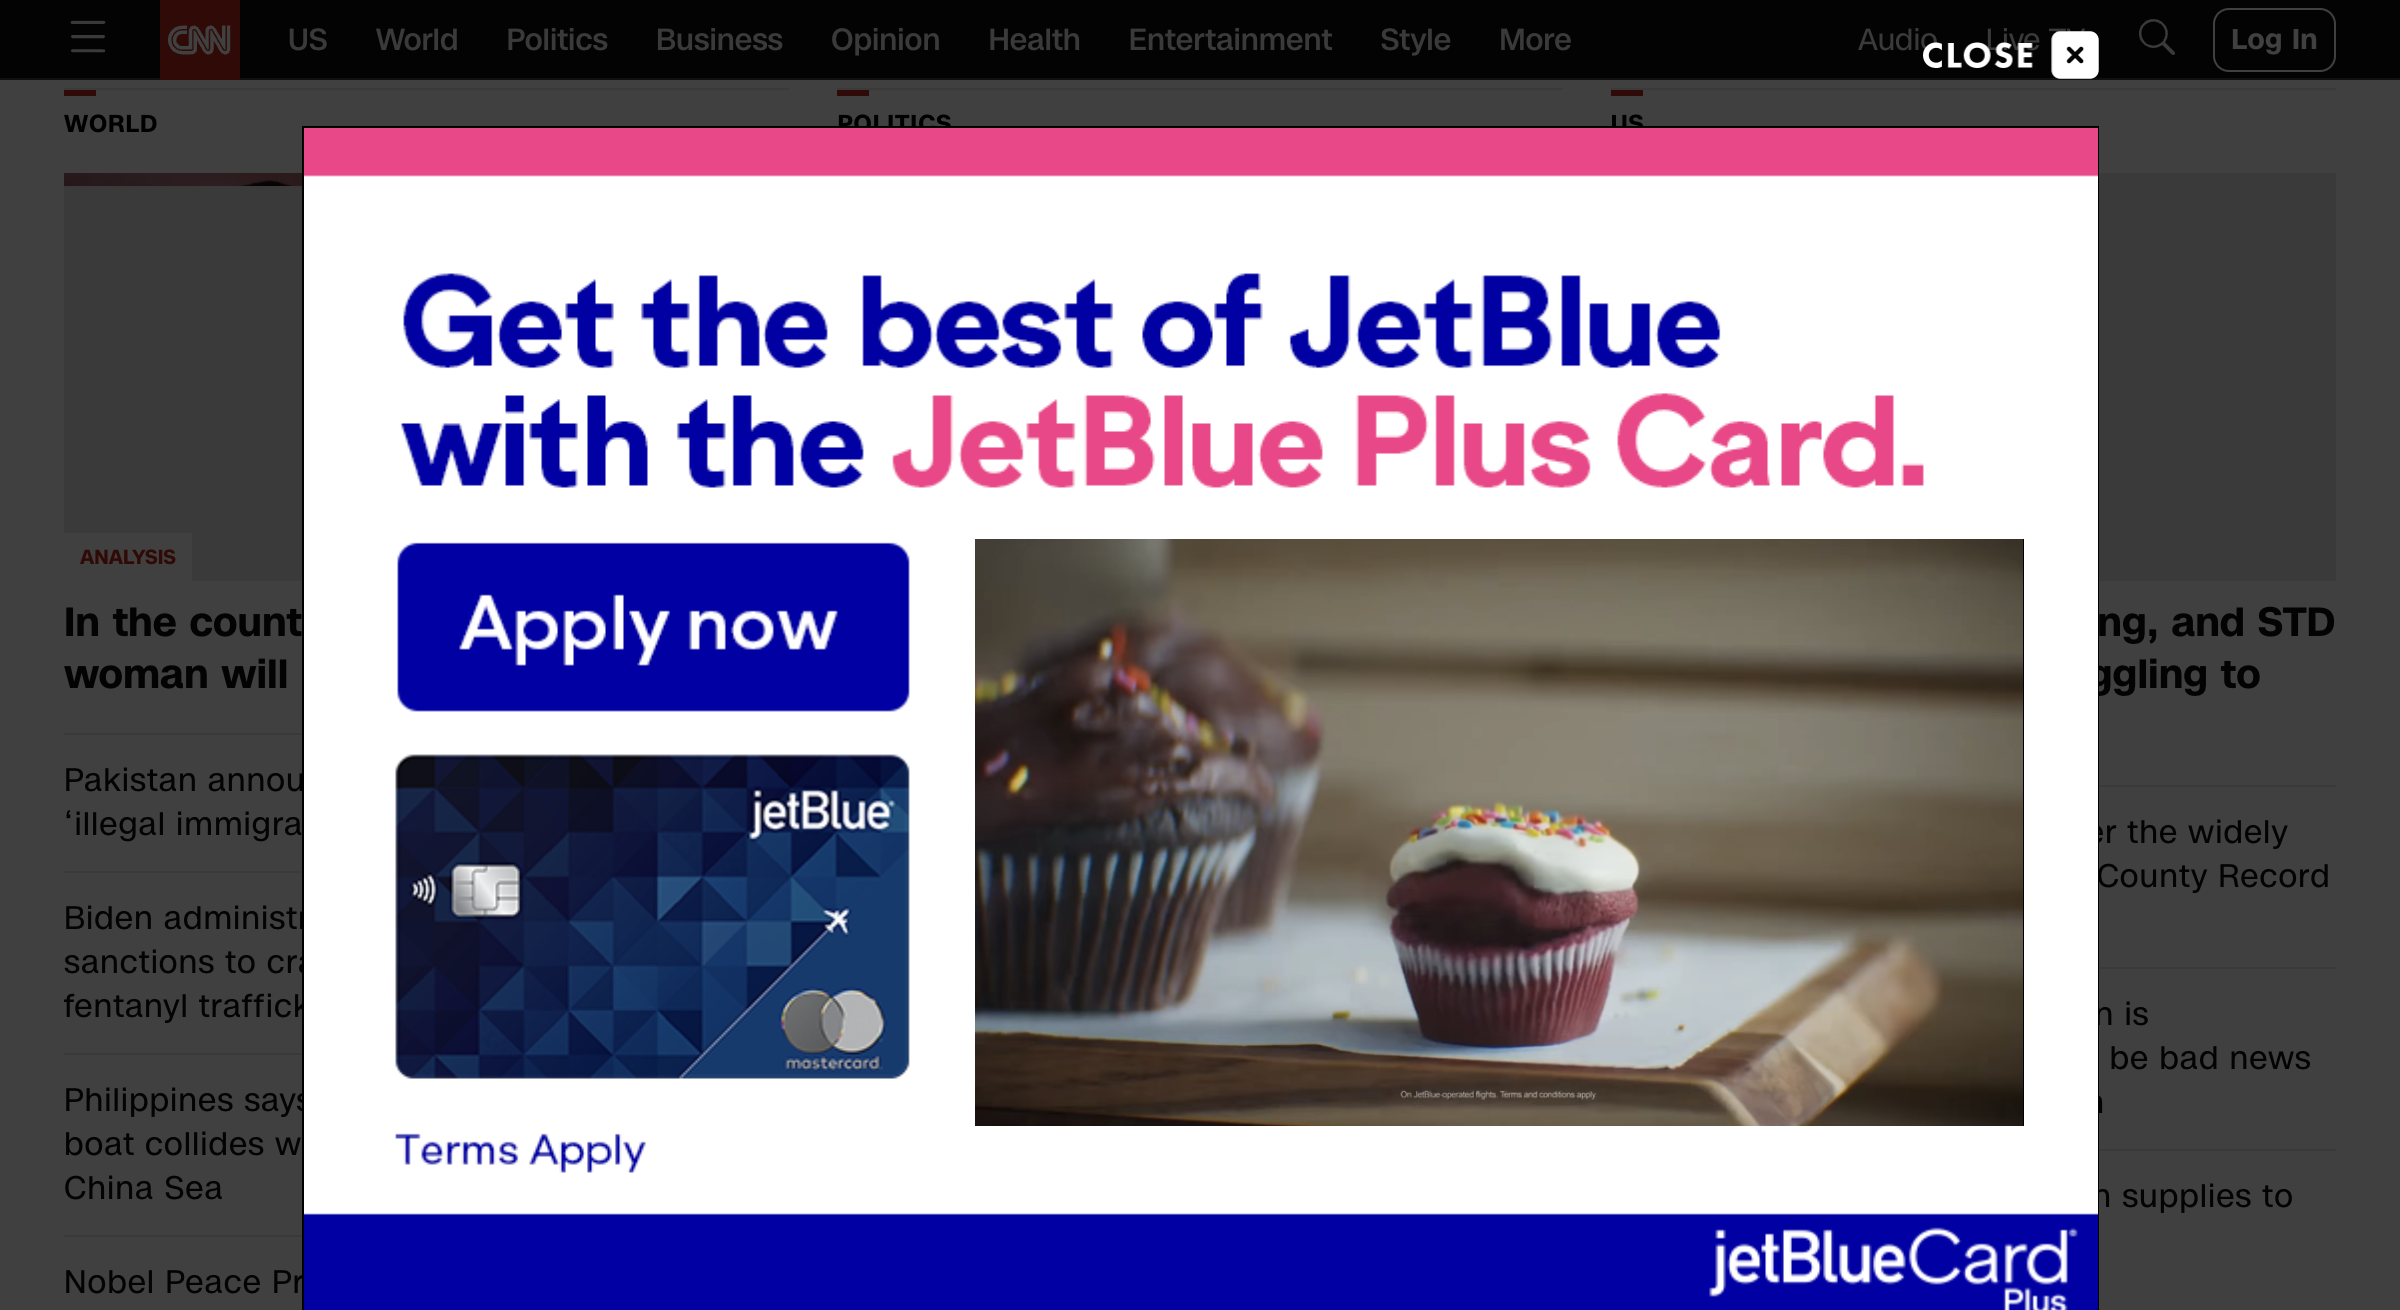 CNN
US
World
Politics
Business
Opinion
Health
Entertainment
Style
More
Audio
Live TV
Log In
CLOSE
WORLD
POLITICS
US
Get the best of JetBlue
with the JetBlue Plus Card.
Apply now
jetBlue
mastercard
Terms Apply
On JetBlue-operated flights. Terms and conditions apply
jetBlueCard
Plus
ANALYSIS
In the count
woman will
Pakistan annou
‘illegal immigra
Biden administr
sanctions to cra
fentanyl traffick
Philippines says
boat collides w
China Sea
Nobel Peace Pr
ng, and STD
ggling to
er the widely
County Record
n is
be bad news
n supplies to